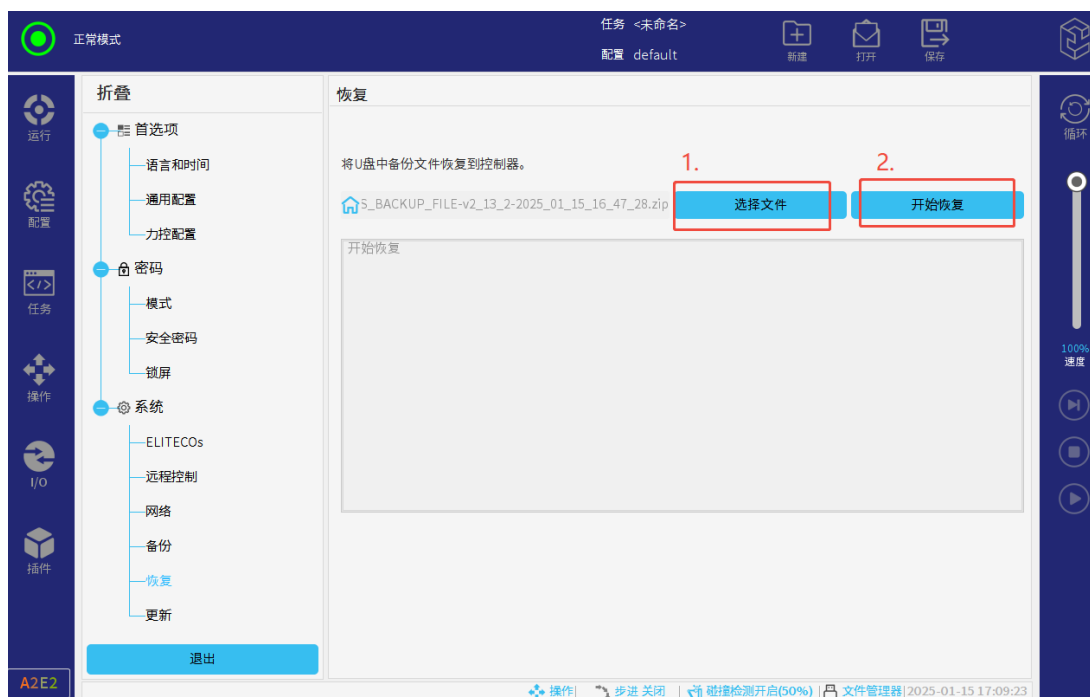 正常模式
任务 <未命名>
配置 default
新建
打开
保存
运行
配置
任务
操作
I/O
插件
A2E2
折叠
首选项
语言和时间
通用配置
力控配置
密码
模式
安全密码
锁屏
系统
ELITECOs
远程控制
网络
备份
恢复
更新
退出
恢复
将U盘中备份文件恢复到控制器。
1.
2.
S_BACKUP_FILE-v2_13_2-2025_01_15_16_47_28.zip
选择文件
开始恢复
开始恢复
循环
100%
速度
操作| 步进 关闭 | 碰撞检测开启(50%) | 文件管理器|2025-01-15 17:09:23